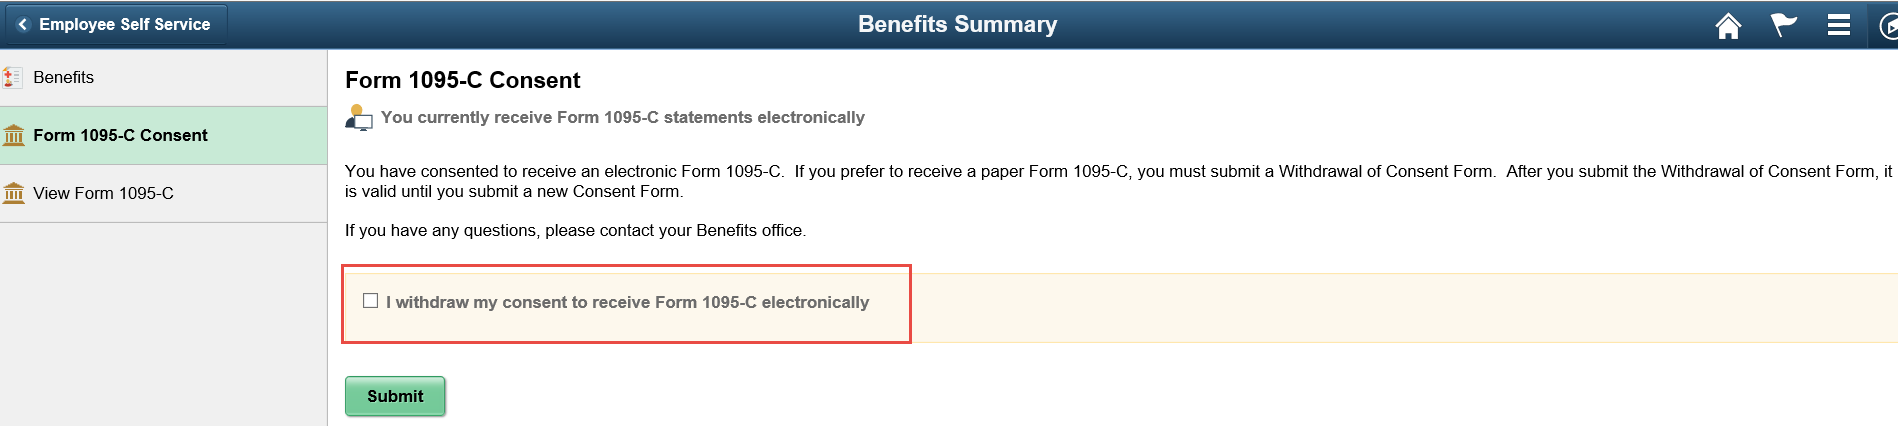 Employee Self Service
Benefits Summary
Benefits
Form 1095-C Consent
View Form 1095-C
Form 1095-C Consent
You currently receive Form 1095-C statements electronically
You have consented to receive an electronic Form 1095-C.  If you prefer to receive a paper Form 1095-C, you must submit a Withdrawal of Consent Form.  After you submit the Withdrawal of Consent Form, it
is valid until you submit a new Consent Form.
If you have any questions, please contact your Benefits office.
I withdraw my consent to receive Form 1095-C electronically
Submit